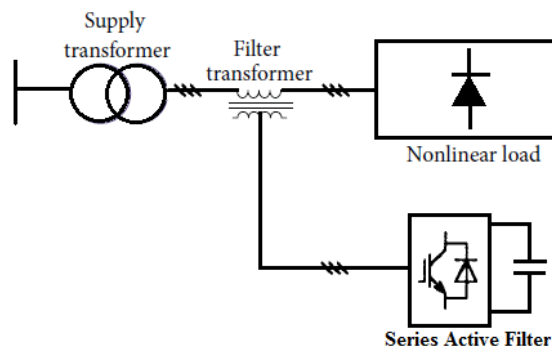 Supply
transformer
Filter
transformer
Nonlinear load
Series Active Filter